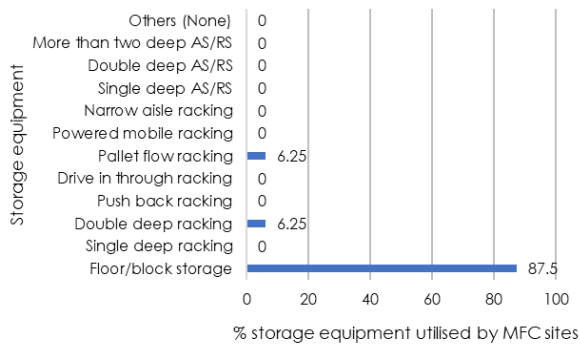 Storage equipment
Others (None) 0
More than two deep AS/RS 0
Double deep AS/RS 0
Single deep AS/RS 0
Narrow aisle racking 0
Powered mobile racking 0
Pallet flow racking 6.25
Drive in through racking 0
Push back racking 0
Double deep racking 6.25
Single deep racking 0
Floor/block storage 87.5
0 20 40 60 80 100
% storage equipment utilised by MFC sites